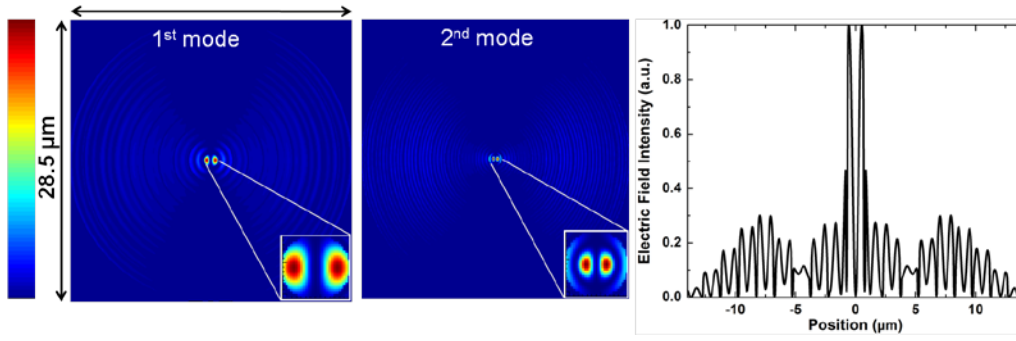 28.5 µm
1st mode
2nd mode
Electric Field Intensity (a.u.)
1.0
0.8
0.6
0.4
0.2
0.0
-10
-5
0
5
10
Position (µm)